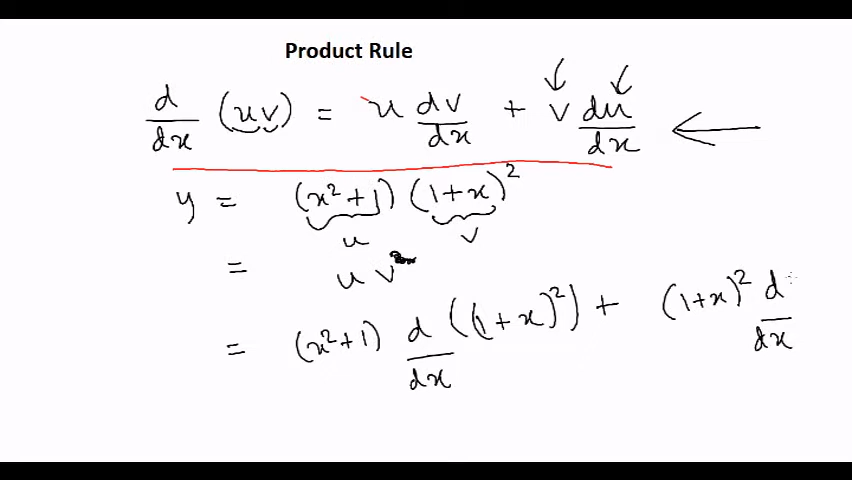 Product Rule
d/dx (uv) = u dv/dx + v du/dx
y = (x²+1) (1+x)²
u v
= u v
= (x²+1) d/dx ((1+x)²) + (1+x)² d/dx